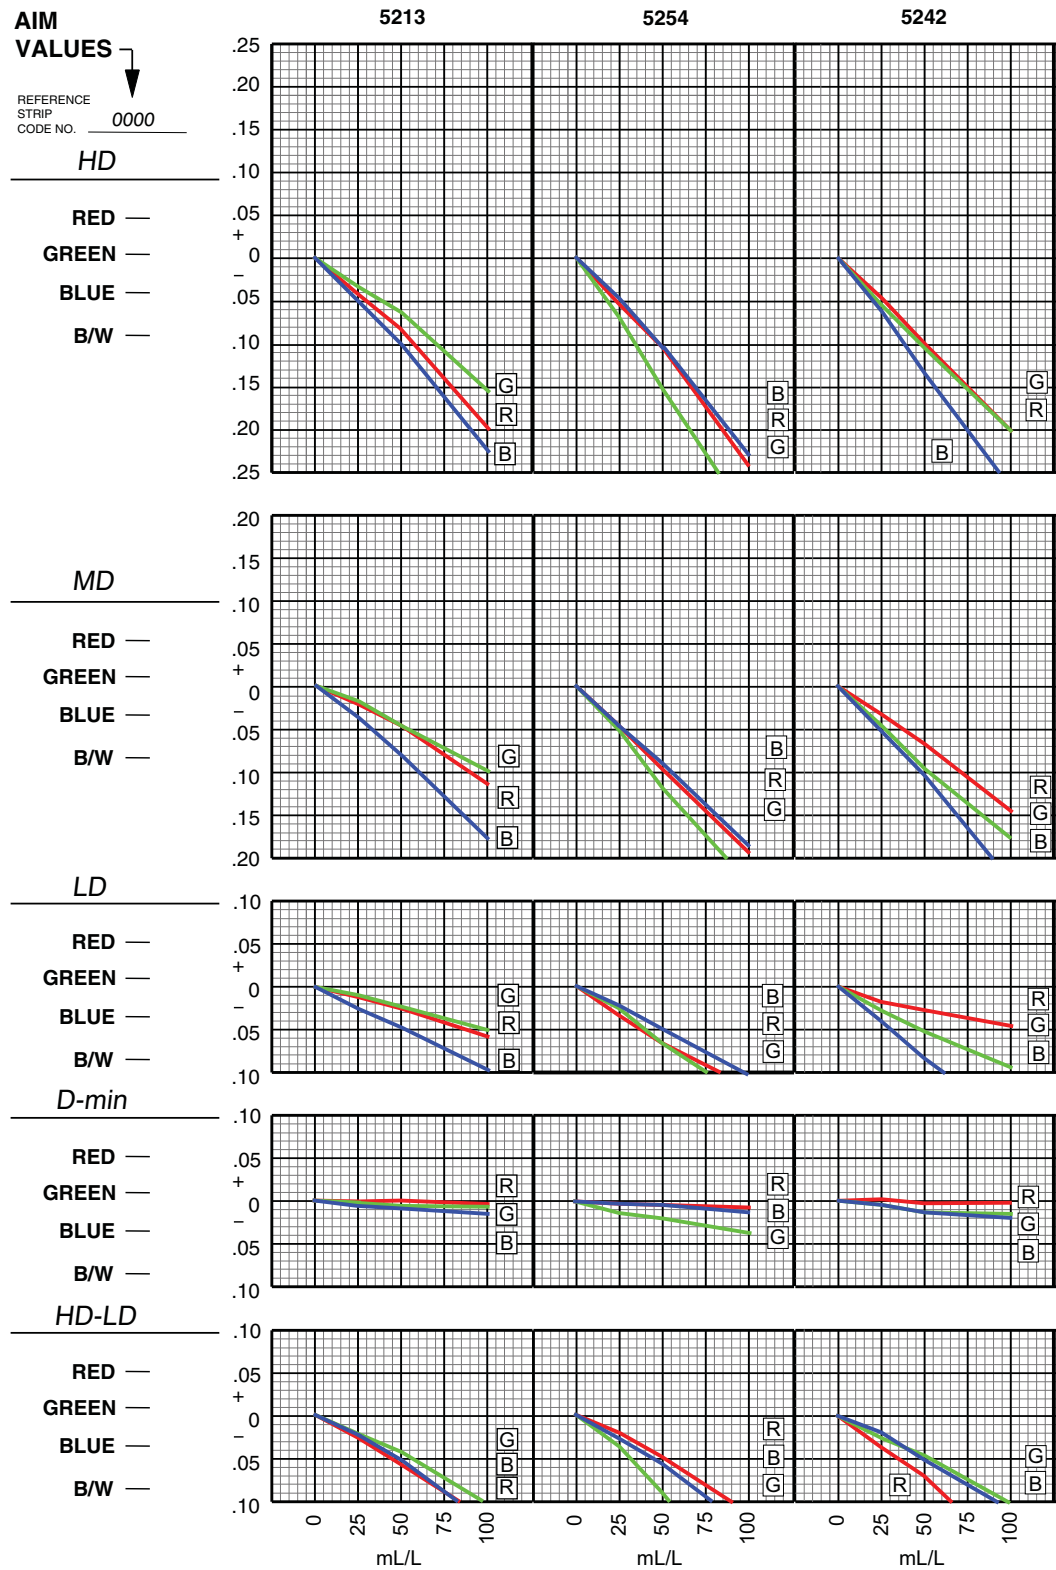 AIM
VALUES
5213
5254
5242
REFERENCE
STRIP
CODE NO. 0000
HD
RED
GREEN
BLUE
B/W
.25
.20
.15
.10
.05
+
0
–
.05
.10
.15
.20
.25
G
R
B
B
R
G
G
R
B
MD
RED
GREEN
BLUE
B/W
.20
.15
.10
.05
+
0
–
.05
.10
.15
.20
G
R
B
B
R
G
R
G
B
LD
RED
GREEN
BLUE
B/W
.10
.05
+
0
–
.05
.10
G
R
B
B
R
G
R
G
B
D-min
RED
GREEN
BLUE
B/W
.10
.05
+
0
–
.05
.10
R
G
B
R
B
G
R
G
B
HD-LD
RED
GREEN
BLUE
B/W
.10
.05
+
0
–
.05
.10
G
B
R
R
B
G
R
G
B
0 25 50 75 100
0 25 50 75 100
0 25 50 75 100
mL/L
mL/L
mL/L